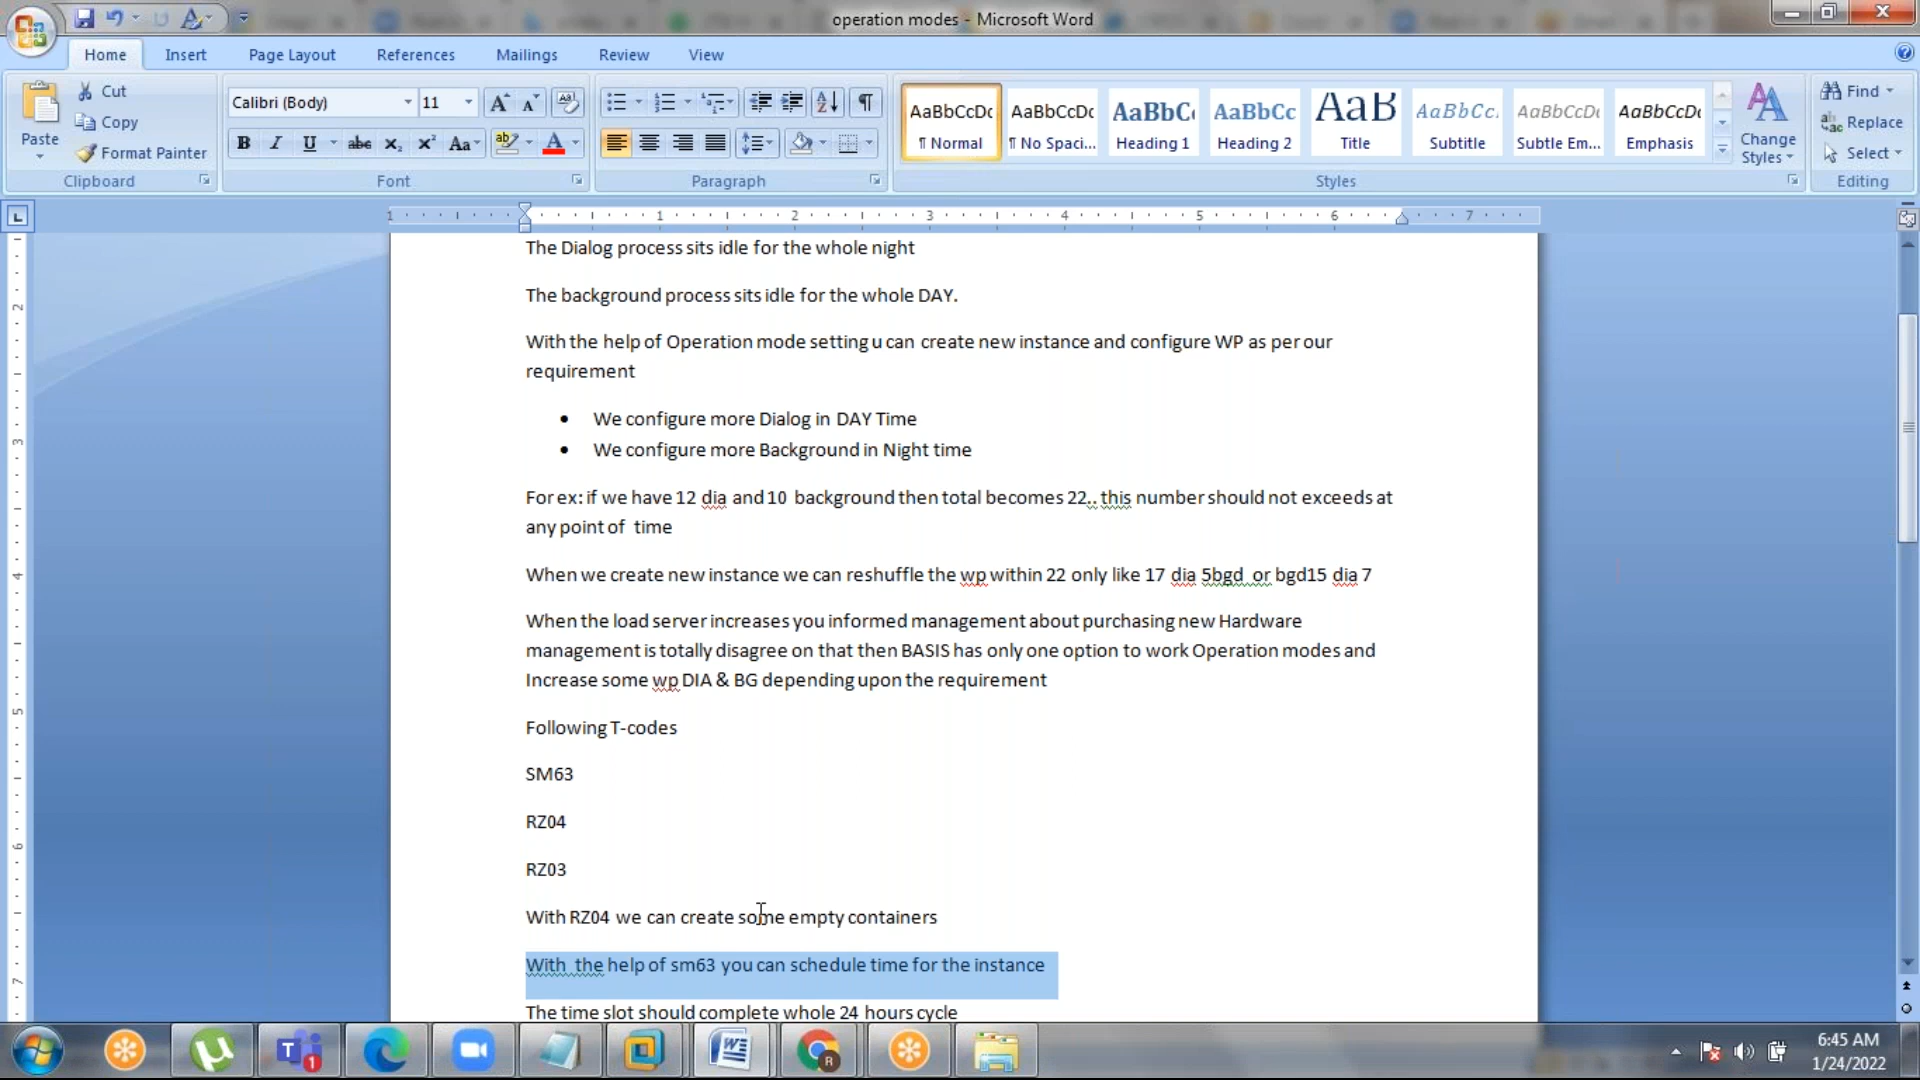 operation modes - Microsoft Word
Home Insert Page Layout References Mailings Review View
Paste
Cut
Copy
Format Painter
Clipboard
Calibri (Body) 11
Font
Paragraph
AaBbCcDc AaBbCcDc AaBbC AaBbCc AaB AaBbCc. AaBbCcDc AaBbCcDc
¶ Normal ¶ No Spaci... Heading 1 Heading 2 Title Subtitle Subtle Em... Emphasis
Change Styles
Styles
Find
Replace
Select
Editing
1 1 2 3 4 5 6 7
The Dialog process sits idle for the whole night
The background process sits idle for the whole DAY.
With the help of Operation mode setting u can create new instance and configure WP as per our
requirement
• We configure more Dialog in DAY Time
• We configure more Background in Night time
For ex: if we have 12 dia and 10 background then total becomes 22.. this number should not exceeds at
any point of time
When we create new instance we can reshuffle the wp within 22 only like 17 dia 5bgd or bgd15 dia 7
When the load server increases you informed management about purchasing new Hardware
management is totally disagree on that then BASIS has only one option to work Operation modes and
Increase some wp DIA & BG depending upon the requirement
Following T-codes
SM63
RZ04
RZ03
With RZ04 we can create some empty containers
With the help of sm63 you can schedule time for the instance
The time slot should complete whole 24 hours cycle
6:45 AM
1/24/2022